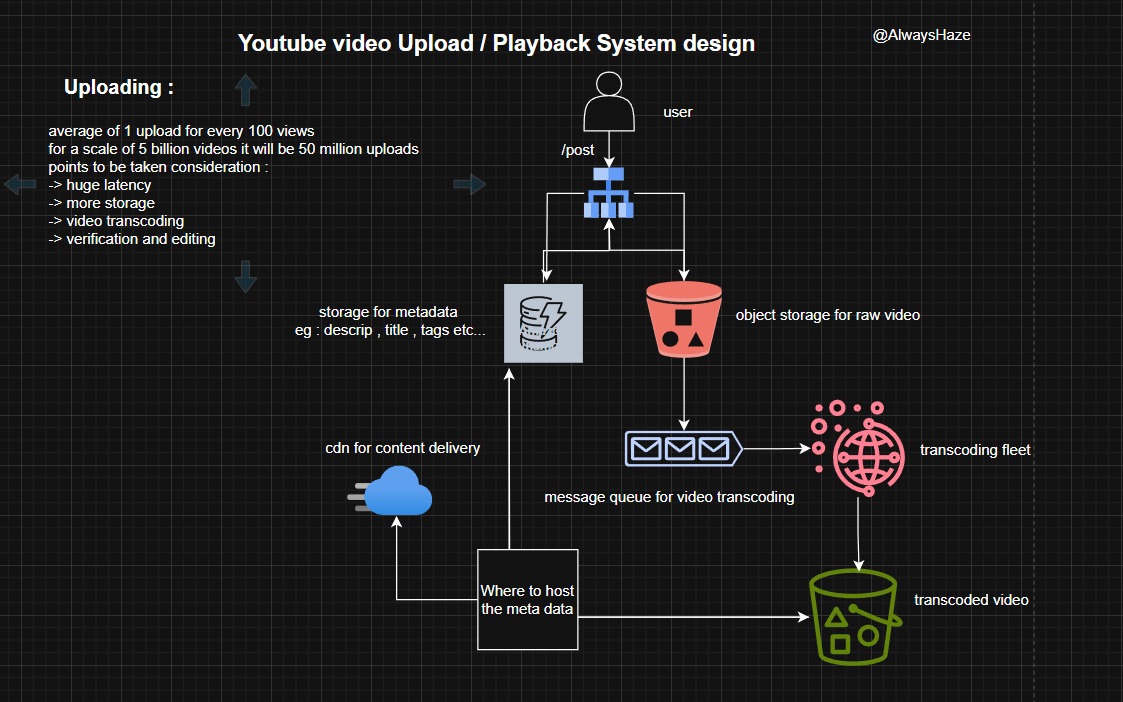 Youtube video Upload / Playback System design
@AlwaysHaze
Uploading :
average of 1 upload for every 100 views
for a scale of 5 billion videos it will be 50 million uploads
points to be taken consideration :
-> huge latency
-> more storage
-> video transcoding
-> verification and editing
user
/post
storage for metadata
eg : descrip , title , tags etc...
object storage for raw video
cdn for content delivery
transcoding fleet
message queue for video transcoding
Where to host
the meta data
transcoded video